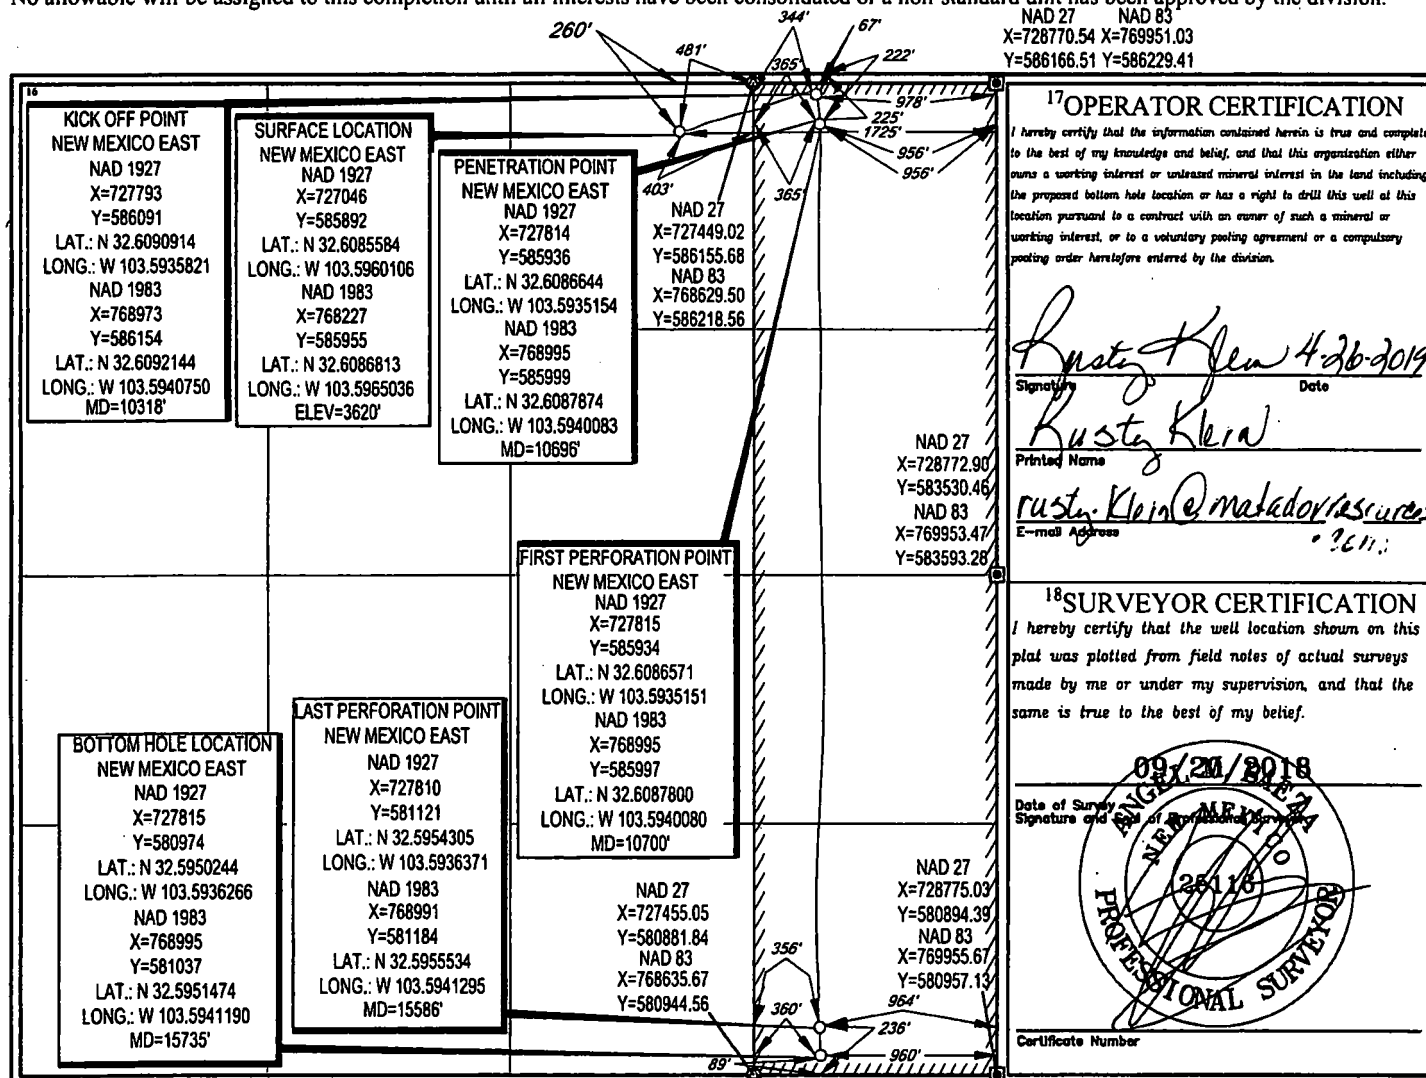 No allowable will be assigned to this completion until all interests have been consolidated or a non-standard unit has been approved by the division.
260'
481'
344'
365'
67'
222'
NAD 27 NAD 83
X=728770.54 X=769951.03
Y=586166.51 Y=586229.41
16
978'
225'
1725'
956'
956'
403'
365'
KICK OFF POINT
NEW MEXICO EAST
NAD 1927
X=727793
Y=586091
LAT.: N 32.6090914
LONG.: W 103.5935821
NAD 1983
X=768973
Y=586154
LAT.: N 32.6092144
LONG.: W 103.5940750
MD=10318'
SURFACE LOCATION
NEW MEXICO EAST
NAD 1927
X=727046
Y=585892
LAT.: N 32.6085584
LONG.: W 103.5960106
NAD 1983
X=768227
Y=585955
LAT.: N 32.6086813
LONG.: W 103.5965036
ELEV=3620'
PENETRATION POINT
NEW MEXICO EAST
NAD 1927
X=727814
Y=585936
LAT.: N 32.6086644
LONG.: W 103.5935154
NAD 1983
X=768995
Y=585999
LAT.: N 32.6087874
LONG.: W 103.5940083
MD=10696'
NAD 27
X=727449.02
Y=586155.68
NAD 83
X=768629.50
Y=586218.56
NAD 27
X=728772.90
Y=583530.46
NAD 83
X=769953.47
Y=583593.28
FIRST PERFORATION POINT
NEW MEXICO EAST
NAD 1927
X=727815
Y=585934
LAT.: N 32.6086571
LONG.: W 103.5935151
NAD 1983
X=768995
Y=585997
LAT.: N 32.6087800
LONG.: W 103.5940080
MD=10700'
BOTTOM HOLE LOCATION
NEW MEXICO EAST
NAD 1927
X=727815
Y=580974
LAT.: N 32.5950244
LONG.: W 103.5936266
NAD 1983
X=768995
Y=581037
LAT.: N 32.5951474
LONG.: W 103.5941190
MD=15735'
LAST PERFORATION POINT
NEW MEXICO EAST
NAD 1927
X=727810
Y=581121
LAT.: N 32.5954305
LONG.: W 103.5936371
NAD 1983
X=768991
Y=581184
LAT.: N 32.5955534
LONG.: W 103.5941295
MD=15586'
NAD 27
X=727455.05
Y=580881.84
NAD 83
X=768635.67
Y=580944.56
NAD 27
X=728775.03
Y=580894.39
NAD 83
X=769955.67
Y=580957.13
356'
360'
964'
236'
960'
89'
17 OPERATOR CERTIFICATION
I hereby certify that the information contained herein is true and complete
to the best of my knowledge and belief, and that this organization either
owns a working interest or unleased mineral interest in the land including
the proposed bottom hole location or has a right to drill this well at this
location pursuant to a contract with an owner of such a mineral or
working interest, or to a voluntary pooling agreement or a compulsory
pooling order heretofore entered by the division.
Rusty Klein 4-26-2019
Signature Date
Rusty Klein
Printed Name
rusty.klein@matadorresources
.com
E-mail Address
18 SURVEYOR CERTIFICATION
I hereby certify that the well location shown on this
plat was plotted from field notes of actual surveys
made by me or under my supervision, and that the
same is true to the best of my belief.
09/20/2018
Date of Survey
Signature and Seal of Professional Surveyor
ANGEL M. BAEZA
NEW MEXICO
25116
PROFESSIONAL SURVEYOR
Certificate Number